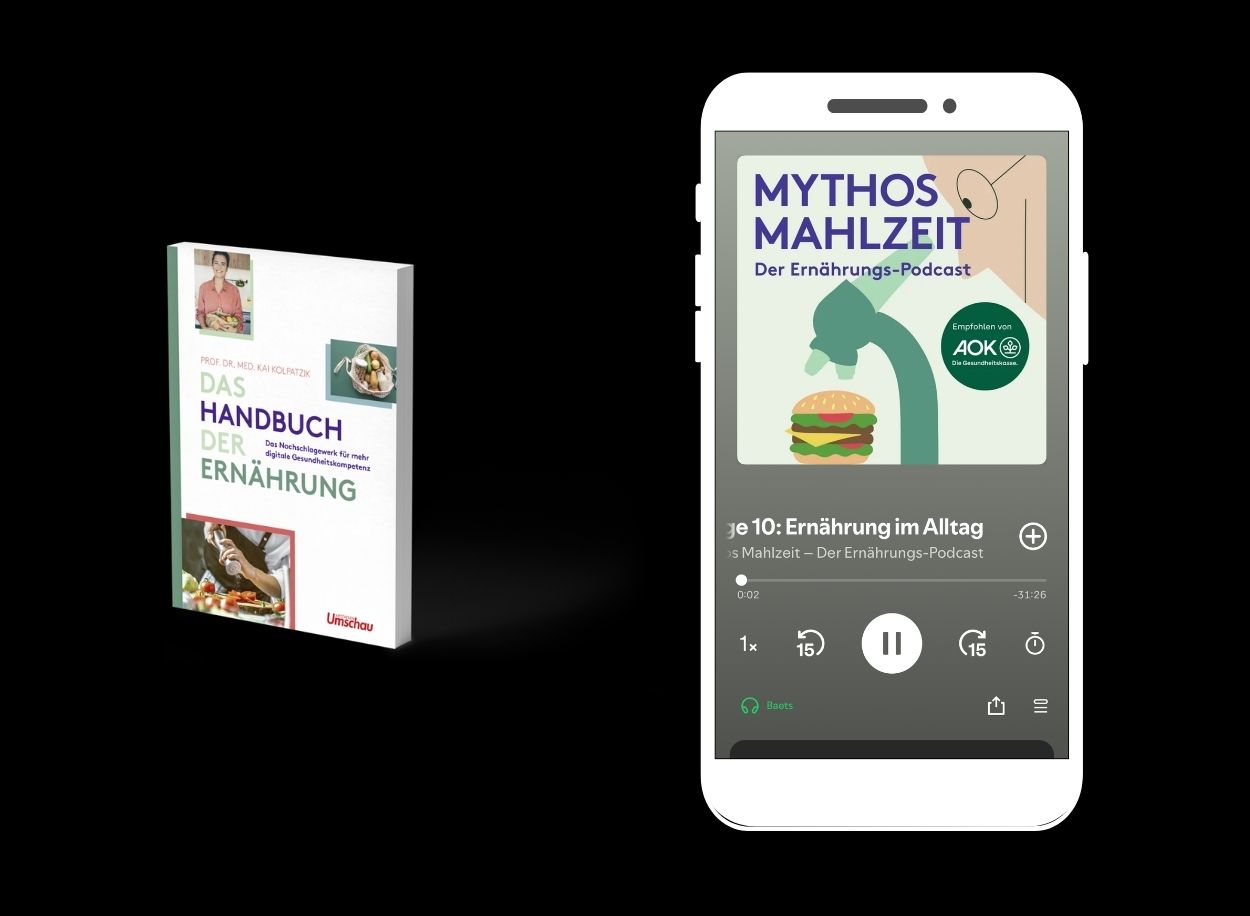 PROF. DR. MED. KAI KOLPATZIK
DAS
HANDBUCH
DER
ERNÄHRUNG
Das Nachschlagewerk für mehr
digitale Gesundheitskompetenz
Umschau
MYTHOS
MAHLZEIT
Der Ernährungs-Podcast
Empfohlen von
AOK
Die Gesundheitskasse.
ge 10: Ernährung im Alltag
os Mahlzeit – Der Ernährungs-Podcast
0:02
-31:26
1x
15
15
Baets